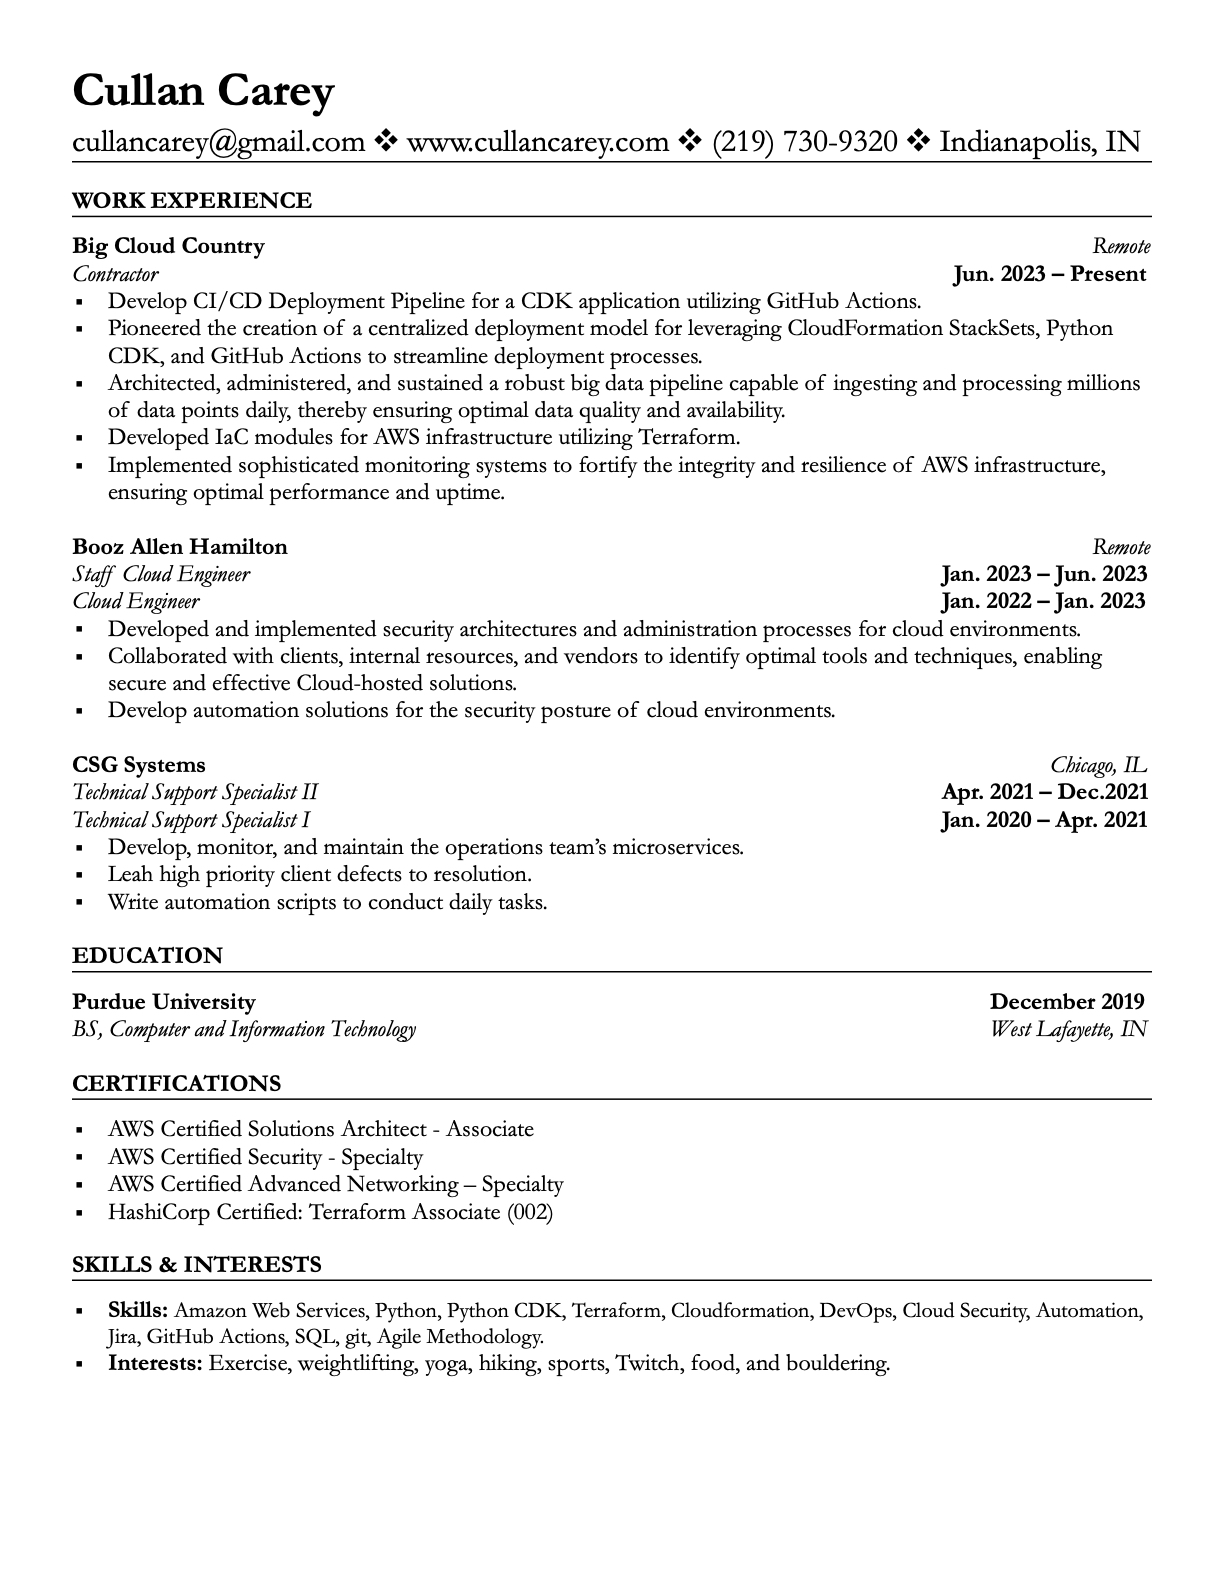 Cullan Carey
cullancarey@gmail.com ❖ www.cullancarey.com ❖ (219) 730-9320 ❖ Indianapolis, IN
WORK EXPERIENCE
Big Cloud Country Remote
Contractor Jun. 2023 – Present
▪ Develop CI/CD Deployment Pipeline for a CDK application utilizing GitHub Actions.
▪ Pioneered the creation of a centralized deployment model for leveraging CloudFormation StackSets, Python
CDK, and GitHub Actions to streamline deployment processes.
▪ Architected, administered, and sustained a robust big data pipeline capable of ingesting and processing millions
of data points daily, thereby ensuring optimal data quality and availability.
▪ Developed IaC modules for AWS infrastructure utilizing Terraform.
▪ Implemented sophisticated monitoring systems to fortify the integrity and resilience of AWS infrastructure,
ensuring optimal performance and uptime.
Booz Allen Hamilton Remote
Staff Cloud Engineer Jan. 2023 – Jun. 2023
Cloud Engineer Jan. 2022 – Jan. 2023
▪ Developed and implemented security architectures and administration processes for cloud environments.
▪ Collaborated with clients, internal resources, and vendors to identify optimal tools and techniques, enabling
secure and effective Cloud-hosted solutions.
▪ Develop automation solutions for the security posture of cloud environments.
CSG Systems Chicago, IL
Technical Support Specialist II Apr. 2021 – Dec.2021
Technical Support Specialist I Jan. 2020 – Apr. 2021
▪ Develop, monitor, and maintain the operations team’s microservices.
▪ Leah high priority client defects to resolution.
▪ Write automation scripts to conduct daily tasks.
EDUCATION
Purdue University December 2019
BS, Computer and Information Technology West Lafayette, IN
CERTIFICATIONS
▪ AWS Certified Solutions Architect - Associate
▪ AWS Certified Security - Specialty
▪ AWS Certified Advanced Networking – Specialty
▪ HashiCorp Certified: Terraform Associate (002)
SKILLS & INTERESTS
▪ Skills: Amazon Web Services, Python, Python CDK, Terraform, Cloudformation, DevOps, Cloud Security, Automation,
Jira, GitHub Actions, SQL, git, Agile Methodology.
▪ Interests: Exercise, weightlifting, yoga, hiking, sports, Twitch, food, and bouldering.